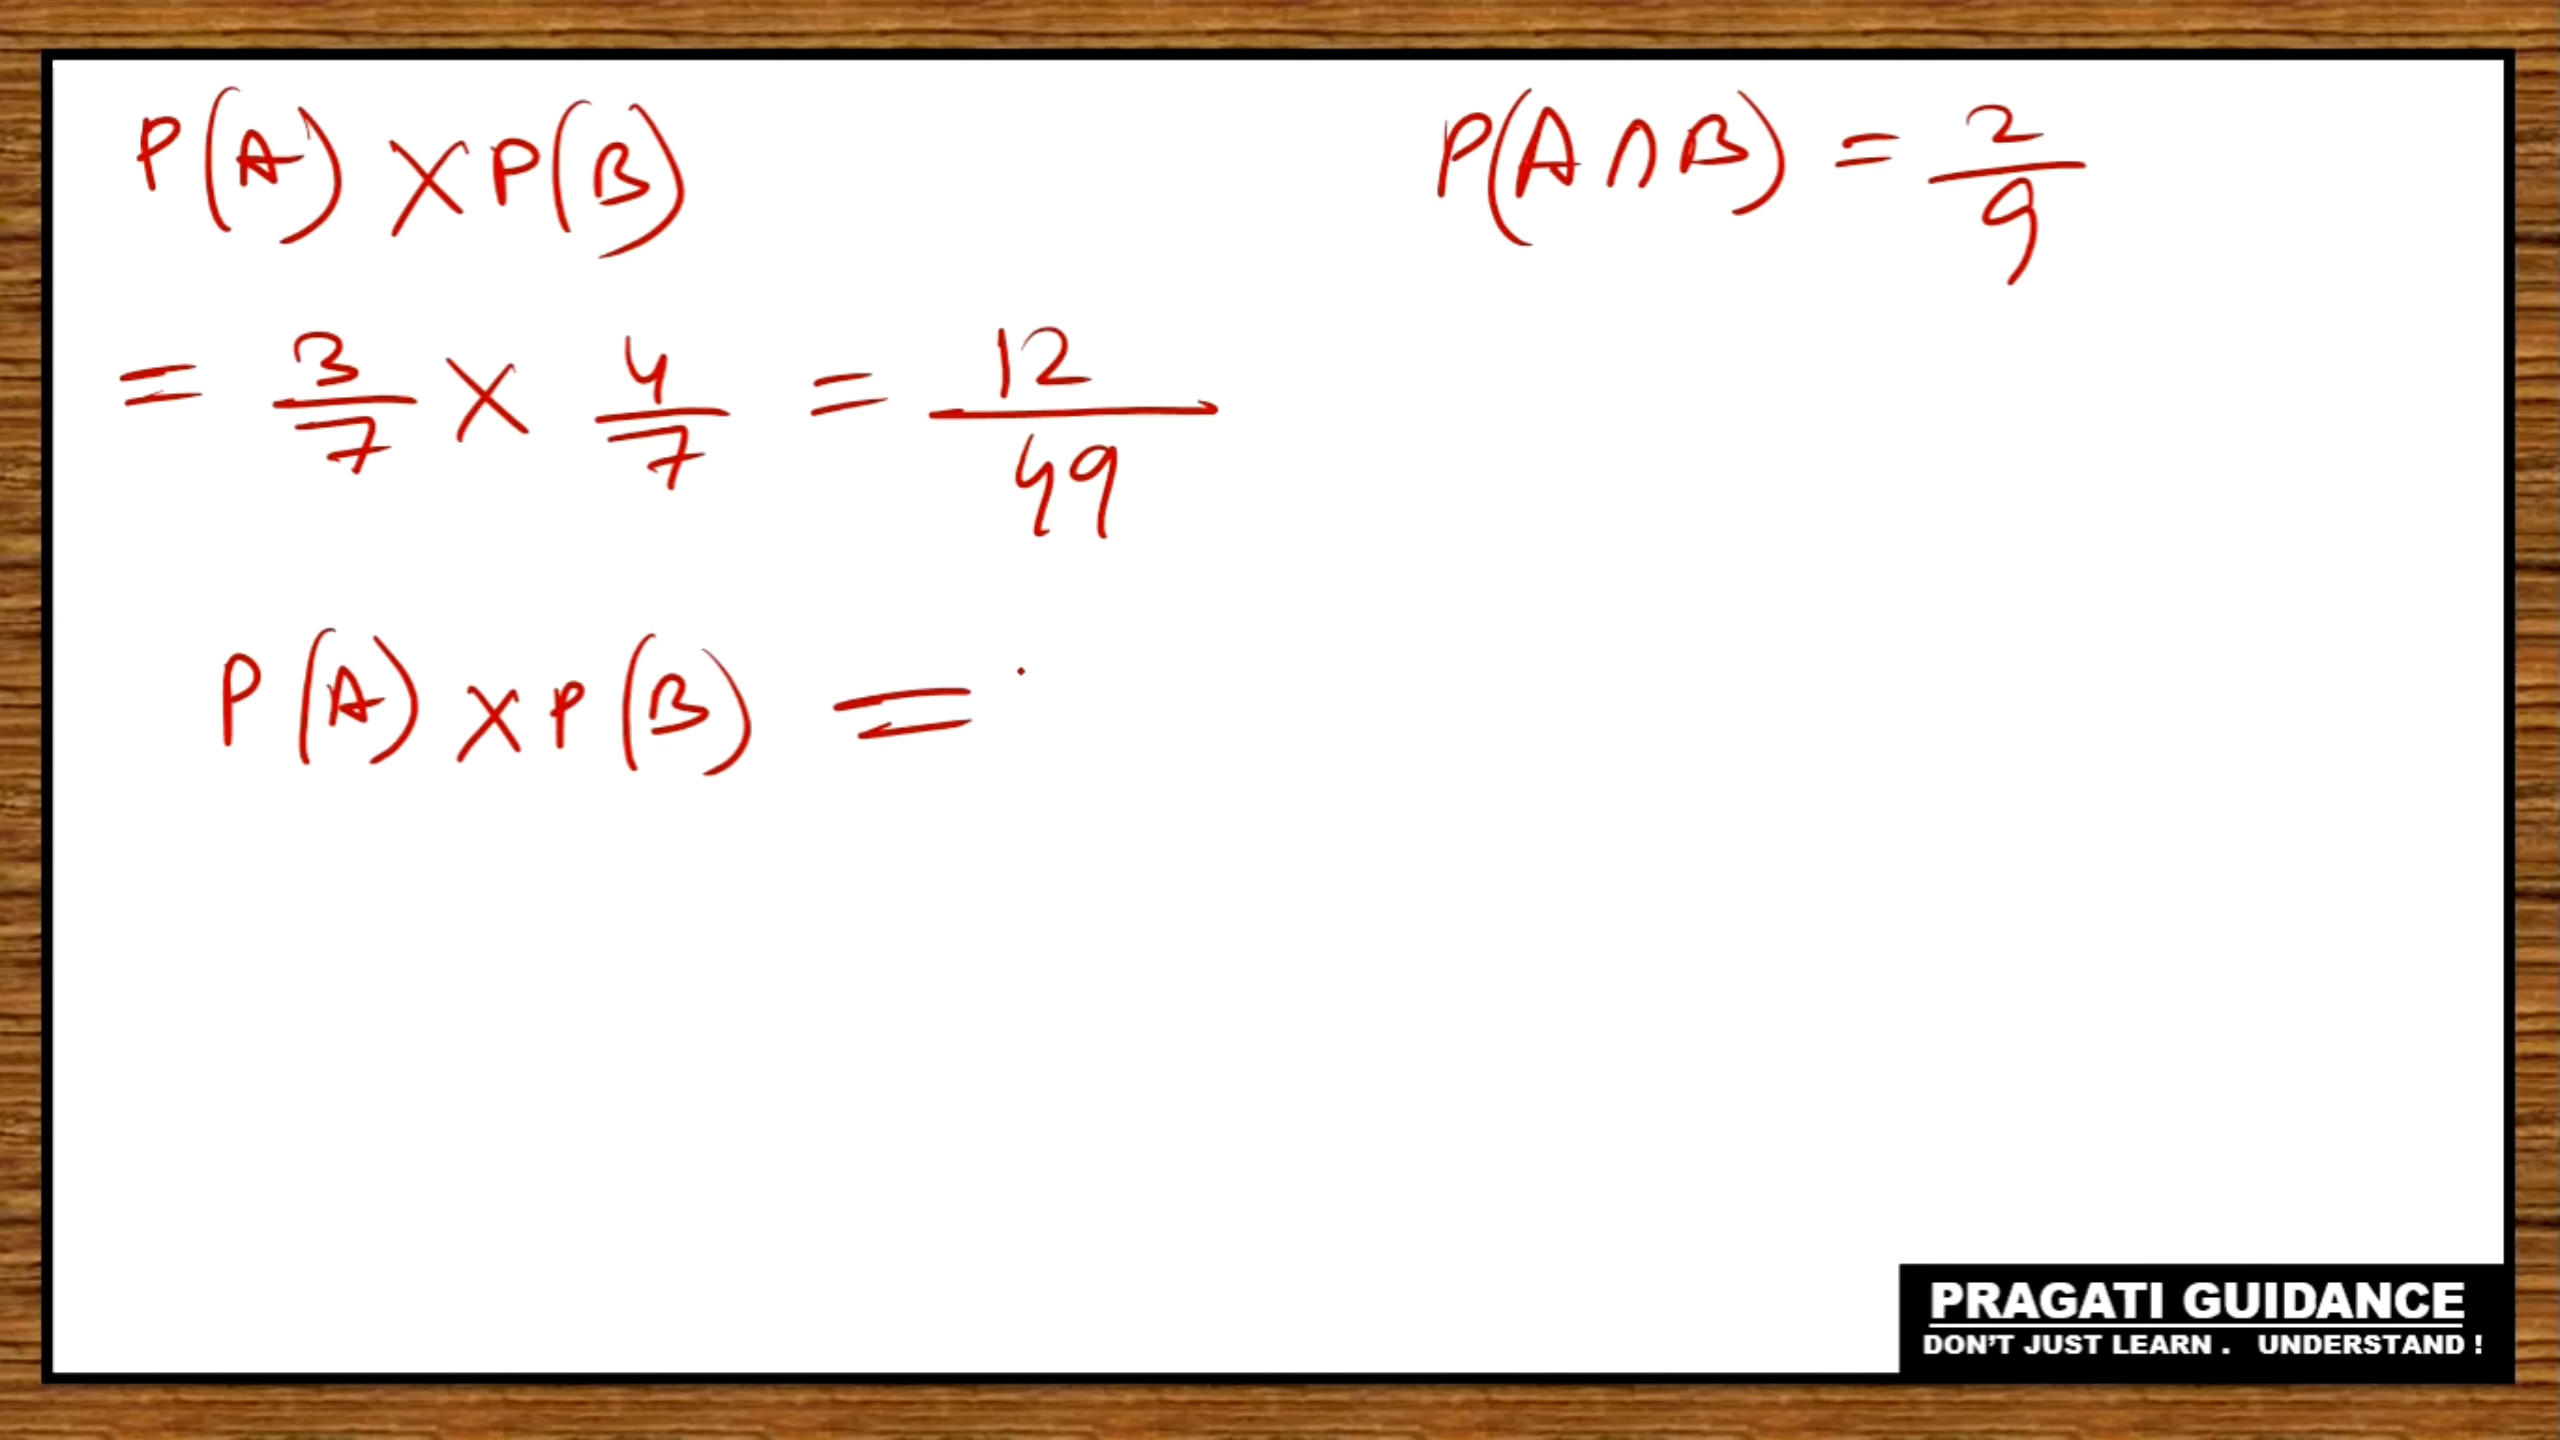 P(A) × P(B)
P(A ∩ B) = 2/9
= 3/7 × 4/7 = 12/49
P(A) × P(B) =
PRAGATI GUIDANCE
DON'T JUST LEARN . UNDERSTAND !